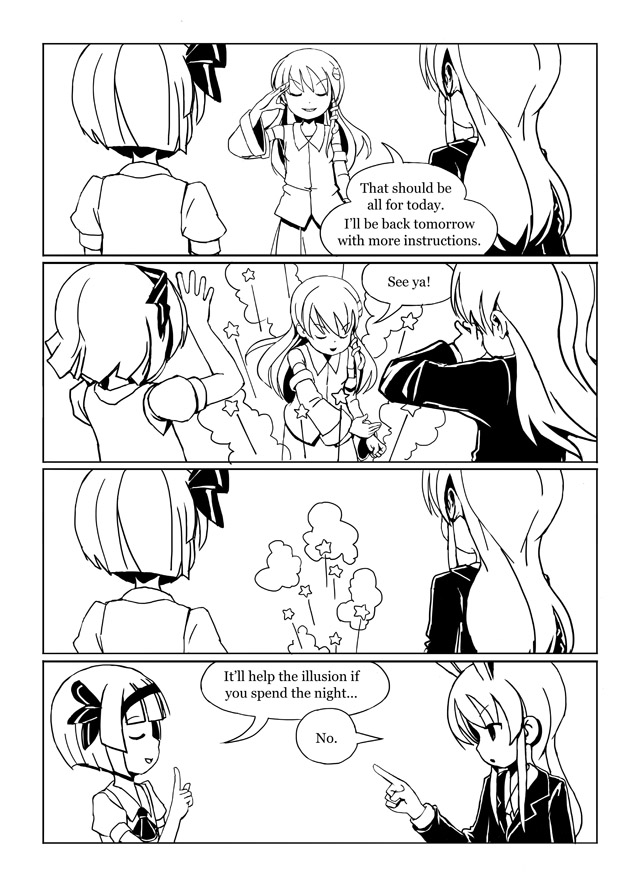 That should be
all for today.
I'll be back tomorrow
with more instructions.
See ya!
It'll help the illusion if
you spend the night...
No.